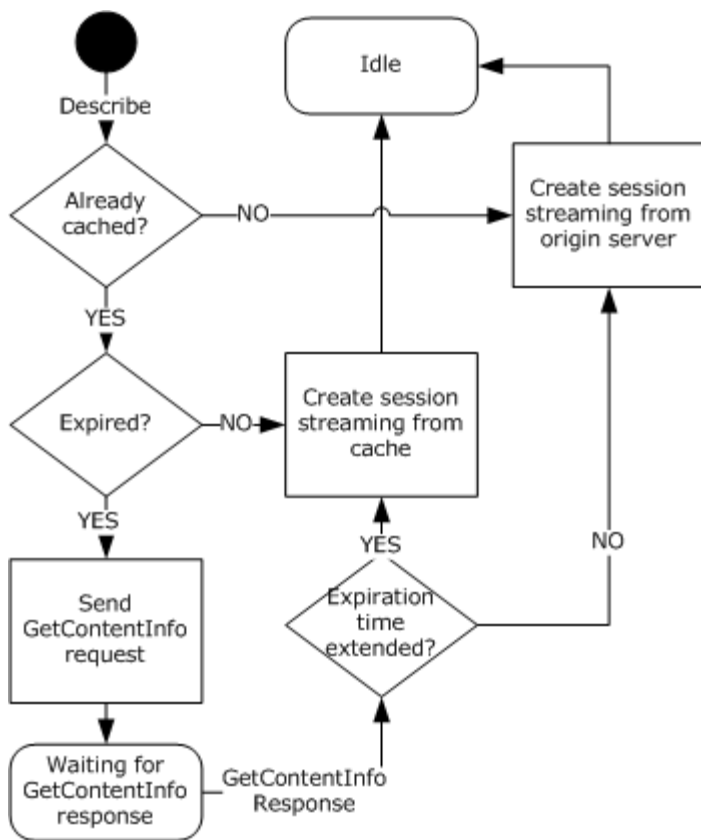 Idle
Describe
Already
cached?
NO
Create session
streaming from
origin server
YES
Expired?
NO
Create session
streaming from
cache
YES
YES
NO
Send
GetContentInfo
request
Expiration
time
extended?
Waiting for
GetContentInfo
response
GetContentInfo
Response